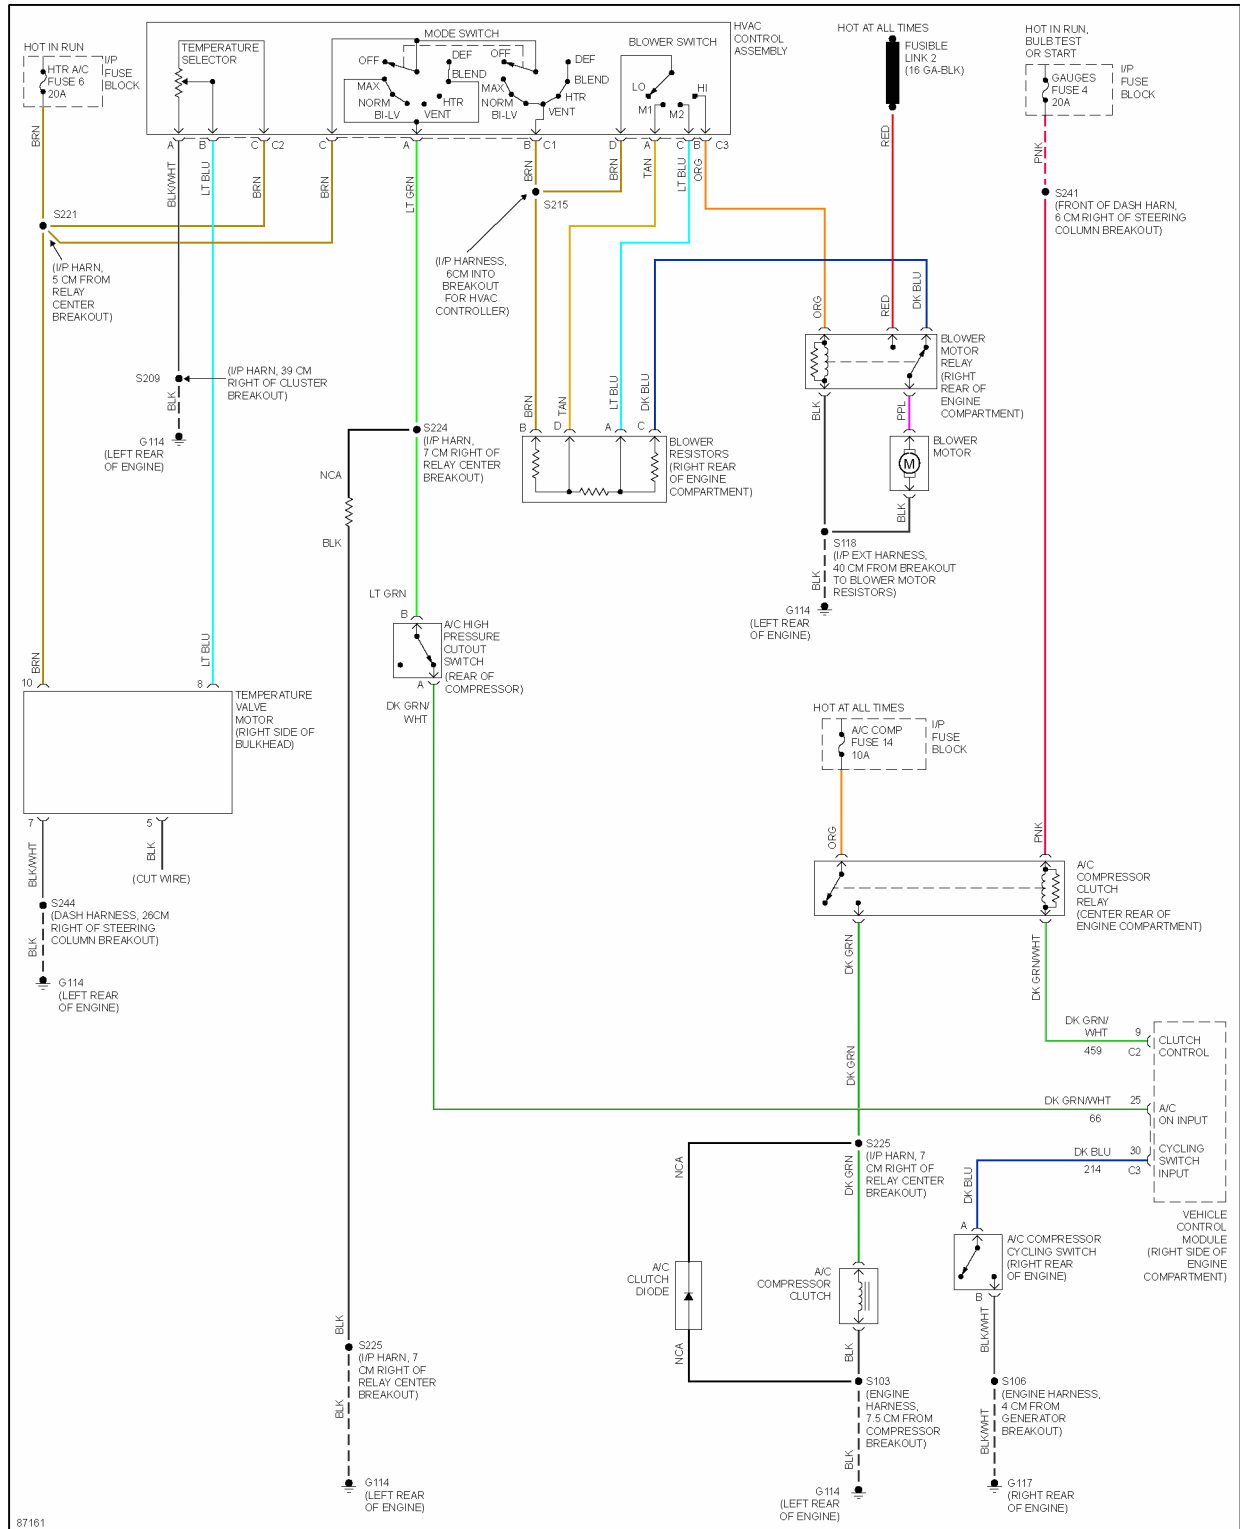 HOT IN RUN
HTR A/C
FUSE 6
20A
I/P
FUSE
BLOCK
TEMPERATURE
SELECTOR
MODE SWITCH
OFF
DEF
BLEND
MAX
NORM
BI-LV
VENT
HTR
OFF
DEF
BLEND
MAX
NORM
BI-LV
HTR
VENT
BLOWER SWITCH
LO
M1
M2
HI
HVAC
CONTROL
ASSEMBLY
HOT AT ALL TIMES
FUSIBLE
LINK 2
(16 GA-BLK)
HOT IN RUN,
BULB TEST
OR START
GAUGES
FUSE 4
20A
I/P
FUSE
BLOCK
A
B
C
C2
C
A
B
C1
D
A
C
B
C3
BRN
BLK/WHT
LT BLU
BRN
BRN
LT GRN
BRN
BRN
TAN
LT BLU
ORG
RED
PNK
S221
(I/P HARN,
5 CM FROM
RELAY
CENTER
BREAKOUT)
S215
(I/P HARNESS,
6CM INTO
BREAKOUT
FOR HVAC
CONTROLLER)
S241
(FRONT OF DASH HARN,
6 CM RIGHT OF STEERING
COLUMN BREAKOUT)
ORG
RED
DK BLU
BLOWER
MOTOR
RELAY
(RIGHT
REAR OF
ENGINE
COMPARTMENT)
S209
(I/P HARN, 39 CM
RIGHT OF CLUSTER
BREAKOUT)
BLK
G114
(LEFT REAR
OF ENGINE)
S224
(I/P HARN,
7 CM RIGHT OF
RELAY CENTER
BREAKOUT)
NCA
BLK
BRN
TAN
LT BLU
DK BLU
B
D
A
C
BLOWER
RESISTORS
(RIGHT REAR
OF ENGINE
COMPARTMENT)
BLK
PPL
BLOWER
MOTOR
M
BLK
S118
(I/P EXT HARNESS,
40 CM FROM BREAKOUT
TO BLOWER MOTOR
RESISTORS)
BLK
G114
(LEFT REAR
OF ENGINE)
LT GRN
B
A/C HIGH
PRESSURE
CUTOUT
SWITCH
(REAR OF
COMPRESSOR)
A
DK GRN/
WHT
BRN
LT BLU
10
8
TEMPERATURE
VALVE
MOTOR
(RIGHT SIDE OF
BULKHEAD)
7
5
BLK/WHT
BLK
(CUT WIRE)
S244
(DASH HARNESS, 26CM
RIGHT OF STEERING
COLUMN BREAKOUT)
BLK
G114
(LEFT REAR
OF ENGINE)
HOT AT ALL TIMES
A/C COMP
FUSE 14
10A
I/P
FUSE
BLOCK
ORG
PNK
A/C
COMPRESSOR
CLUTCH
RELAY
(CENTER REAR OF
ENGINE COMPARTMENT)
DK GRN
DK GRN/WHT
DK GRN/
WHT
9
459
C2
CLUTCH
CONTROL
DK GRN
DK GRN/WHT
25
66
A/C
ON INPUT
DK BLU
30
214
C3
CYCLING
SWITCH
INPUT
VEHICLE
CONTROL
MODULE
(RIGHT SIDE OF
ENGINE
COMPARTMENT)
S225
(I/P HARN, 7
CM RIGHT OF
RELAY CENTER
BREAKOUT)
NCA
DK GRN
DK BLU
A
A/C COMPRESSOR
CYCLING SWITCH
(RIGHT REAR
OF ENGINE)
B
A/C
CLUTCH
DIODE
A/C
COMPRESSOR
CLUTCH
BLK
NCA
BLK
BLK/WHT
S225
(I/P HARN, 7
CM RIGHT OF
RELAY CENTER
BREAKOUT)
S103
(ENGINE
HARNESS,
7.5 CM FROM
COMPRESSOR
BREAKOUT)
S106
(ENGINE HARNESS,
4 CM FROM
GENERATOR
BREAKOUT)
BLK
BLK
BLK/WHT
G114
(LEFT REAR
OF ENGINE)
G114
(LEFT REAR
OF ENGINE)
G117
(RIGHT REAR
OF ENGINE)
87161